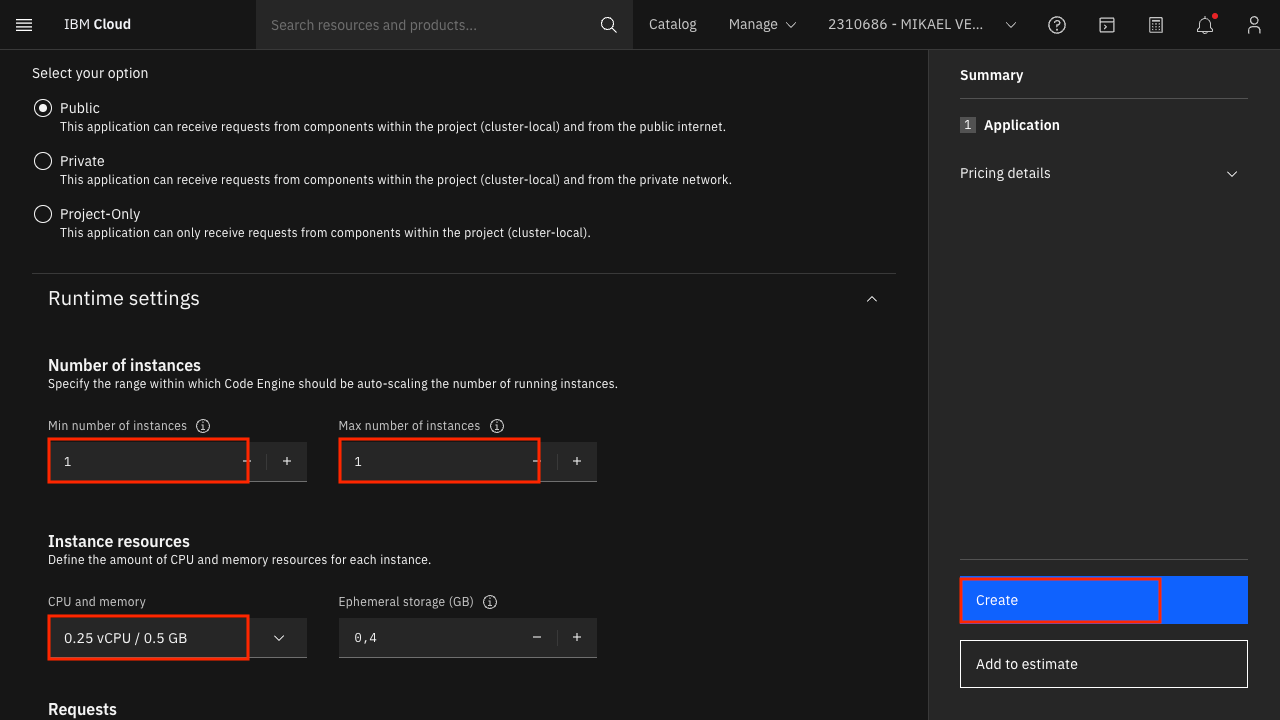 IBM Cloud
Search resources and products...
Catalog
Manage
2310686 - MIKAEL VE...
Select your option
Public
This application can receive requests from components within the project (cluster-local) and from the public internet.
Private
This application can receive requests from components within the project (cluster-local) and from the private network.
Project-Only
This application can only receive requests from components within the project (cluster-local).
Runtime settings
Number of instances
Specify the range within which Code Engine should be auto-scaling the number of running instances.
Min number of instances
Max number of instances
1
1
Instance resources
Define the amount of CPU and memory resources for each instance.
CPU and memory
Ephemeral storage (GB)
0.25 vCPU / 0.5 GB
0,4
Requests
Summary
1 Application
Pricing details
Create
Add to estimate